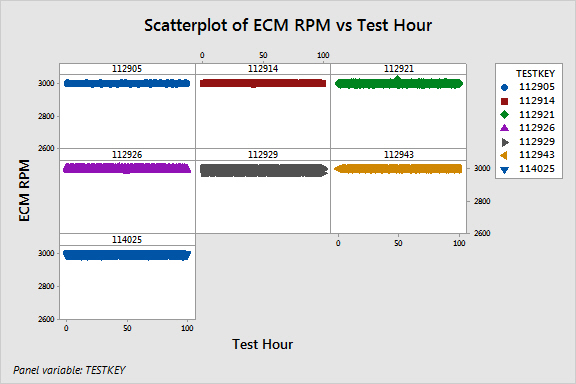 Scatterplot of ECM RPM vs Test Hour
0 50 100
112905 112914 112921
3000
2800
2600
112926 112929 112943
3000
2800
2600
114025
0 50 100
3000
2800
2600
0 50 100
ECM RPM
Test Hour
TESTKEY
112905
112914
112921
112926
112929
112943
114025
Panel variable: TESTKEY